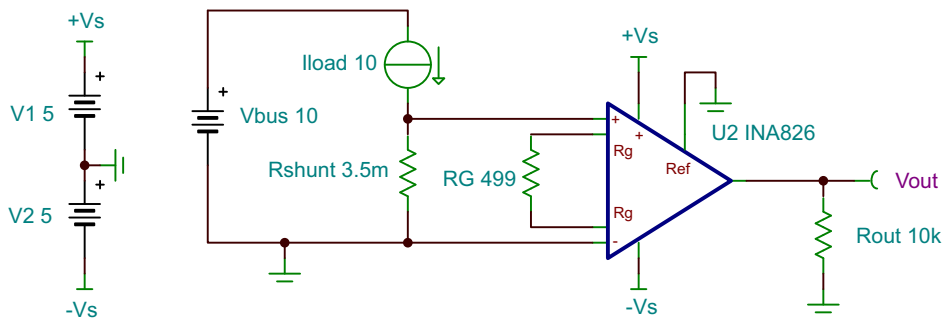 +Vs
V1 5
V2 5
-Vs
+
+
Vbus 10
+
Iload 10
Rshunt 3.5m
RG 499
+Vs
+
+
Rg
Ref
Rg
-
-
U2 INA826
-Vs
Vout
Rout 10k